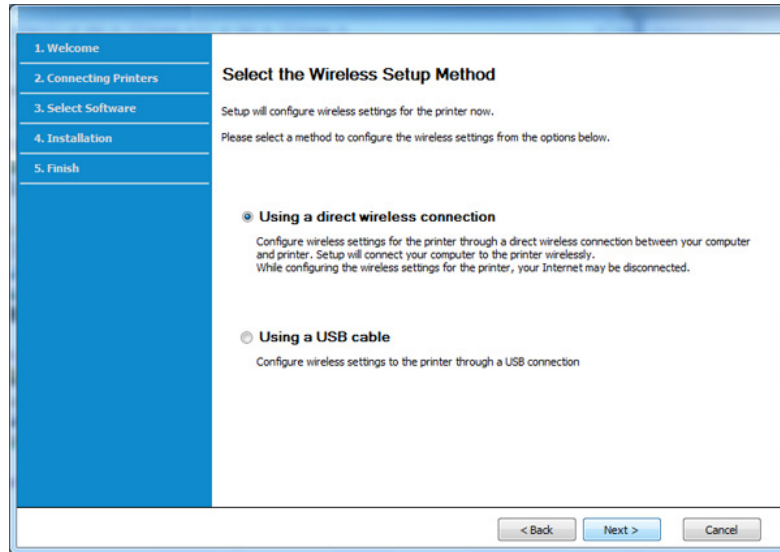 1. Welcome
2. Connecting Printers
3. Select Software
4. Installation
5. Finish
Select the Wireless Setup Method
Setup will configure wireless settings for the printer now.
Please select a method to configure the wireless settings from the options below.
Using a direct wireless connection
Configure wireless settings for the printer through a direct wireless connection between your computer
and printer. Setup will connect your computer to the printer wirelessly.
While configuring the wireless settings for the printer, your Internet may be disconnected.
Using a USB cable
Configure wireless settings to the printer through a USB connection
< Back
Next >
Cancel